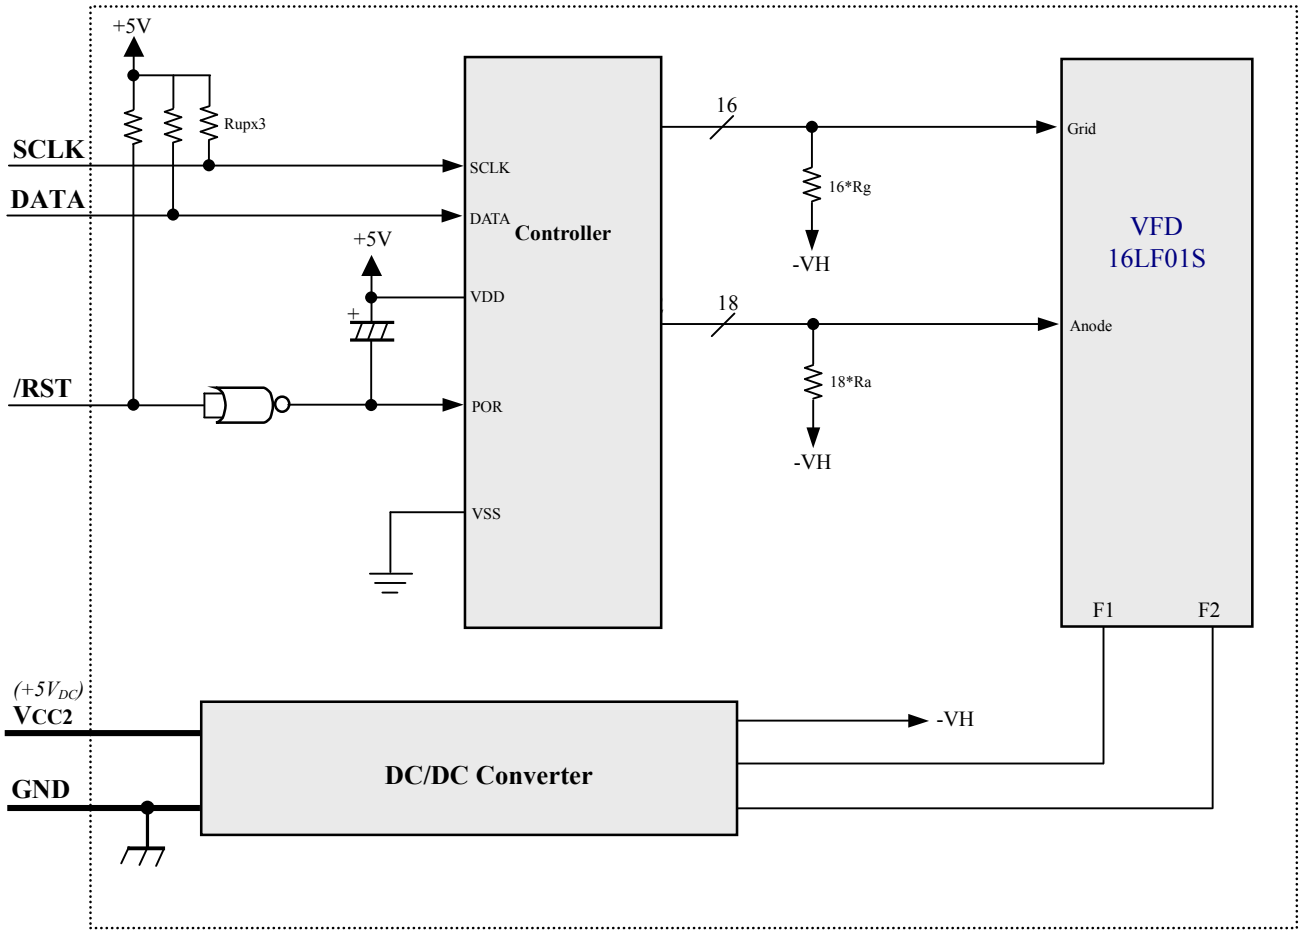 +5V
Rupx3
SCLK
DATA
/RST
+5V
+
SCLK
DATA
Controller
VDD
POR
VSS
16
16*Rg
-VH
18
18*Ra
-VH
Grid
VFD
16LF01S
Anode
F1 F2
(+5VDC)
VCC2
GND
DC/DC Converter
-VH